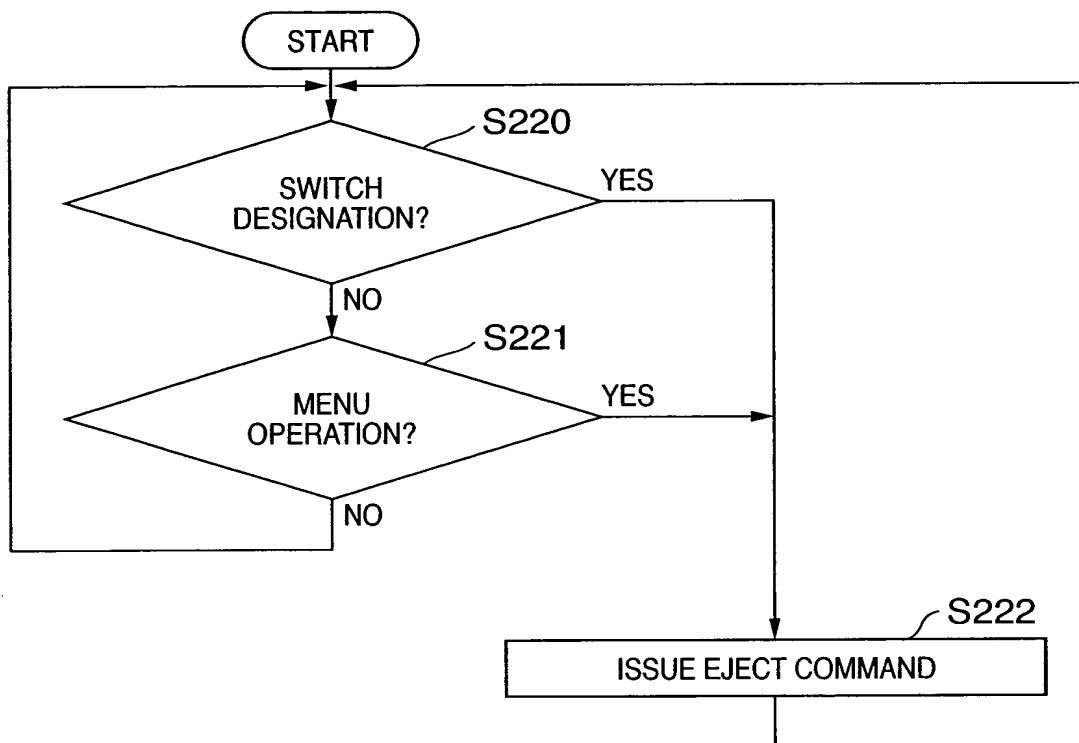 START
S220
SWITCH
DESIGNATION?
YES
NO
S221
MENU
OPERATION?
YES
NO
S222
ISSUE EJECT COMMAND